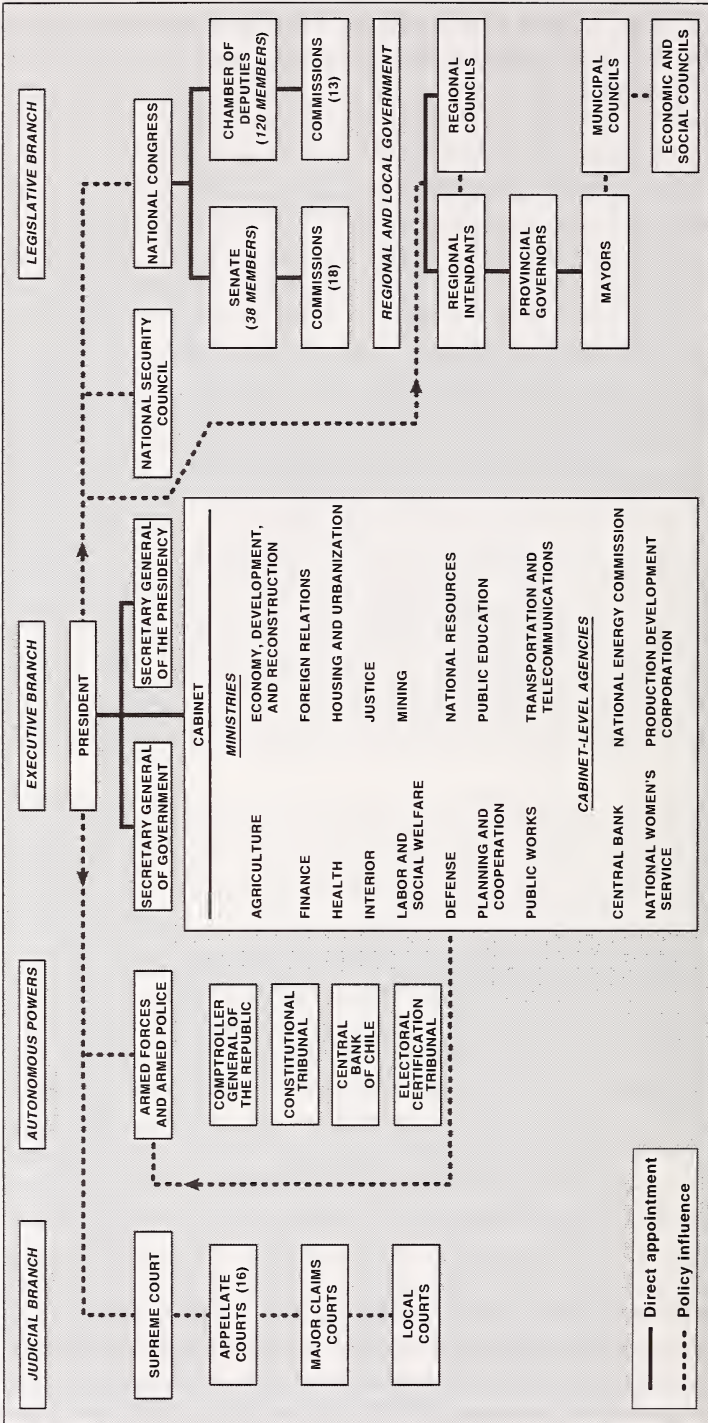 JUDICIAL BRANCH
AUTONOMOUS POWERS
EXECUTIVE BRANCH
LEGISLATIVE BRANCH
PRESIDENT
SUPREME COURT
APPELLATE
COURTS (16)
MAJOR CLAIMS
COURTS
LOCAL
COURTS
ARMED FORCES
AND ARMED POLICE
COMPTROLLER
GENERAL OF
THE REPUBLIC
CONSTITUTIONAL
TRIBUNAL
CENTRAL
BANK
OF CHILE
ELECTORAL
CERTIFICATION
TRIBUNAL
SECRETARY GENERAL
OF GOVERNMENT
SECRETARY GENERAL
OF THE PRESIDENCY
CABINET
MINISTRIES
AGRICULTURE
ECONOMY, DEVELOPMENT,
AND RECONSTRUCTION
FINANCE
FOREIGN RELATIONS
HEALTH
HOUSING AND URBANIZATION
INTERIOR
JUSTICE
LABOR AND
SOCIAL WELFARE
MINING
DEFENSE
NATIONAL RESOURCES
PLANNING AND
COOPERATION
PUBLIC EDUCATION
PUBLIC WORKS
TRANSPORTATION AND
TELECOMMUNICATIONS
CABINET-LEVEL AGENCIES
CENTRAL BANK
NATIONAL ENERGY COMMISSION
NATIONAL WOMEN'S
SERVICE
PRODUCTION DEVELOPMENT
CORPORATION
NATIONAL SECURITY
COUNCIL
NATIONAL CONGRESS
SENATE
(38 MEMBERS)
CHAMBER OF
DEPUTIES
(120 MEMBERS)
COMMISSIONS
(18)
COMMISSIONS
(13)
REGIONAL AND LOCAL GOVERNMENT
REGIONAL
INTENDANTS
REGIONAL
COUNCILS
PROVINCIAL
GOVERNORS
MAYORS
MUNICIPAL
COUNCILS
ECONOMIC AND
SOCIAL COUNCILS
Direct appointment
Policy influence